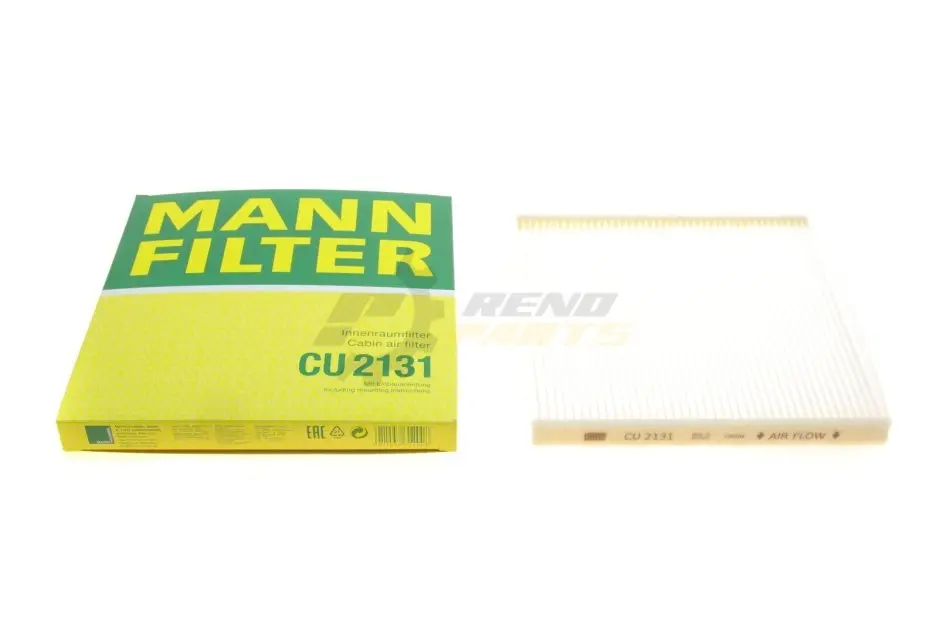 MANN
FILTER
Innenraumfilter
Cabin air filter
CU 2131
Mit Einbauanleitung
Including mounting instructions
EAC
RENO
PARTS
CU 2131
AIR FLOW